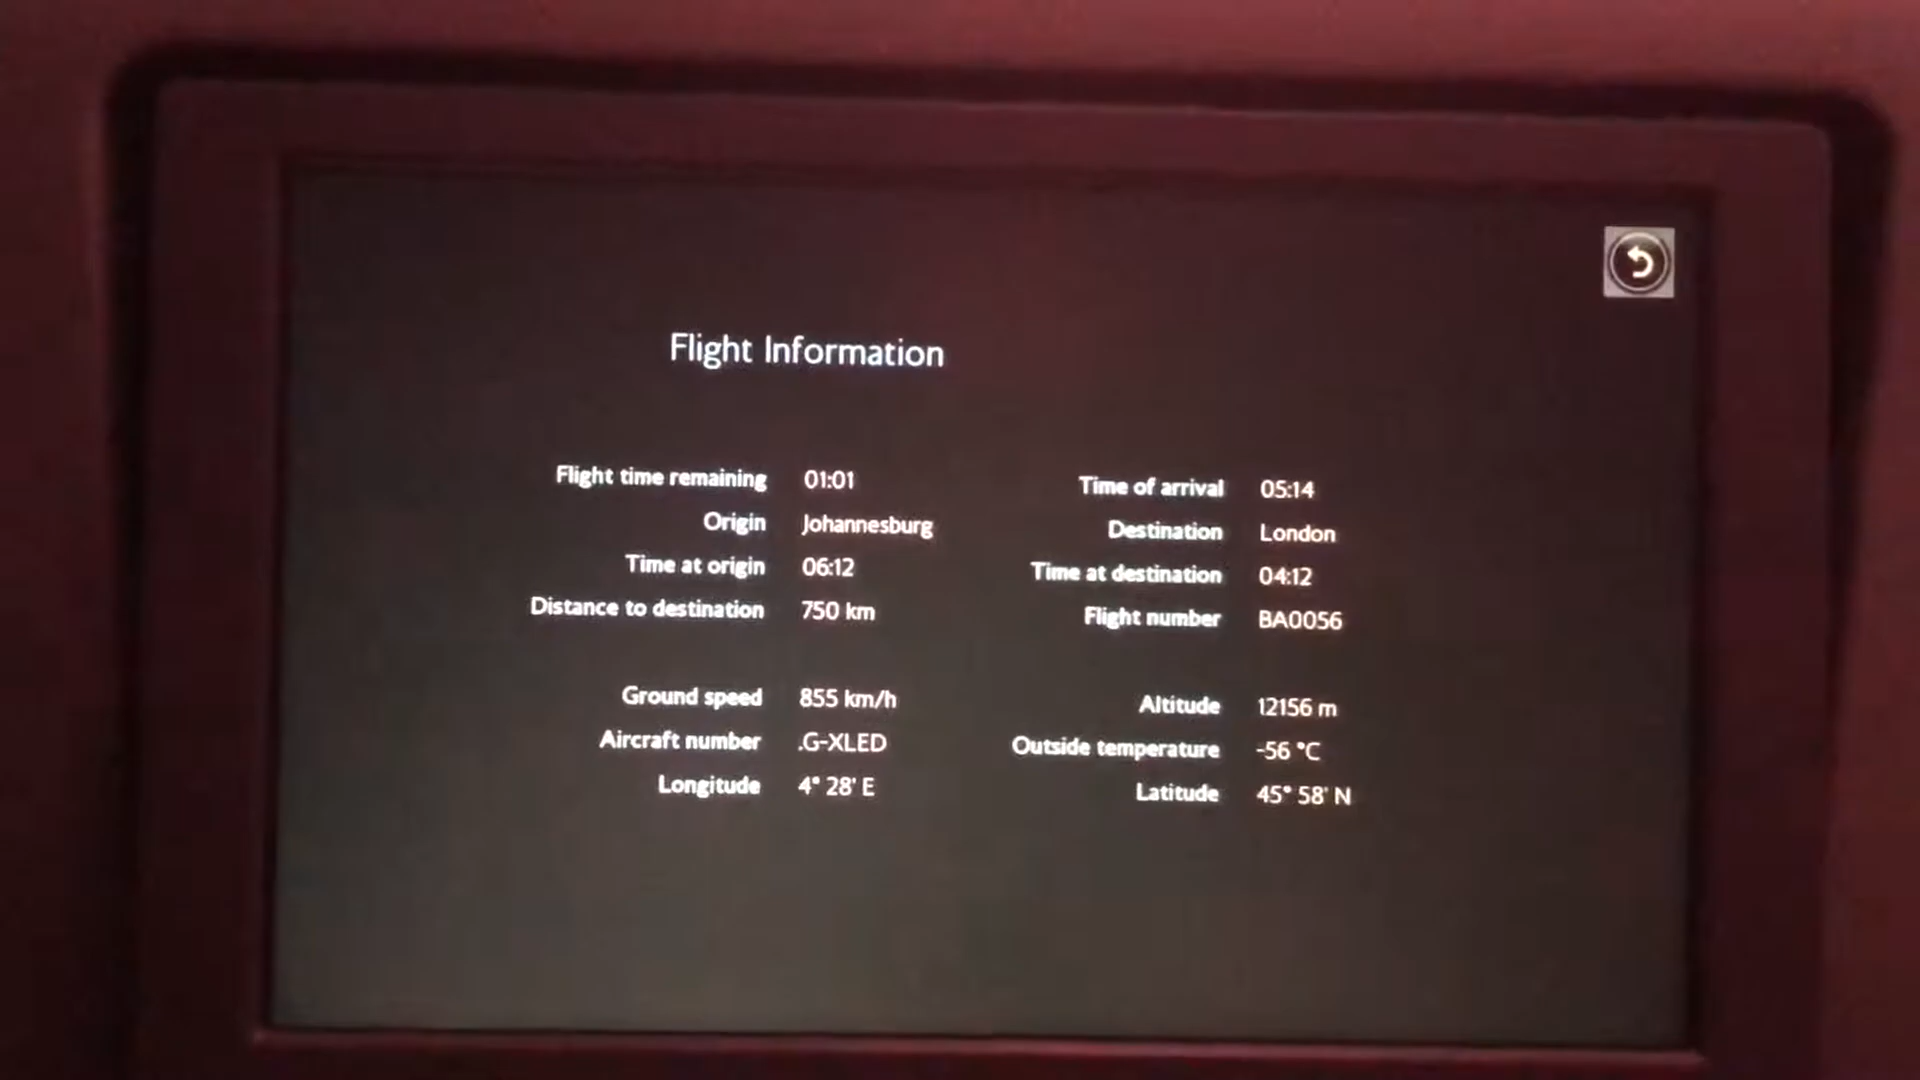 Flight Information
Flight time remaining 01:01 Time of arrival 05:14
Origin Johannesburg Destination London
Time at origin 06:12 Time at destination 04:12
Distance to destination 750 km Flight number BA0056
Ground speed 855 km/h Altitude 12156 m
Aircraft number .G-XLED Outside temperature -56 °C
Longitude 4° 28' E Latitude 45° 58' N